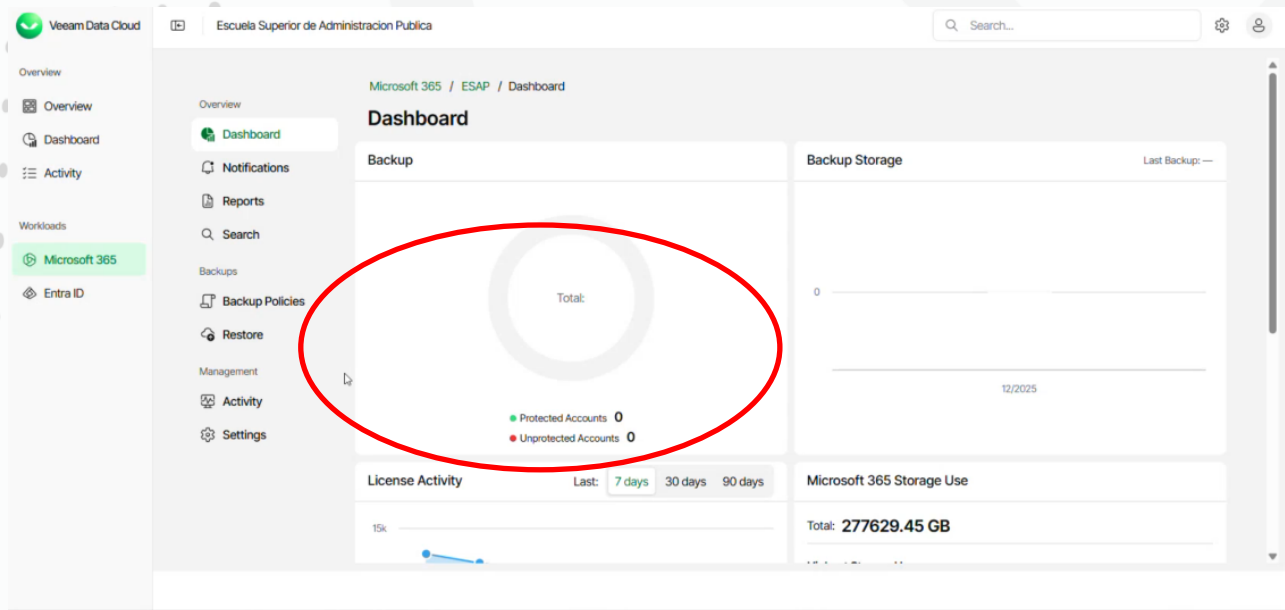 Veeam Data Cloud
Escuela Superior de Administracion Publica
Search...
Overview
Overview
Dashboard
Activity
Workloads
Microsoft 365
Entra ID
Overview
Dashboard
Notifications
Reports
Search
Backups
Backup Policies
Restore
Management
Activity
Settings
Microsoft 365 / ESAP / Dashboard
Dashboard
Backup
Total:
Protected Accounts 0
Unprotected Accounts 0
Backup Storage
Last Backup: —
0
12/2025
License Activity
Last: 7 days 30 days 90 days
15k
Microsoft 365 Storage Use
Total: 277629.45 GB